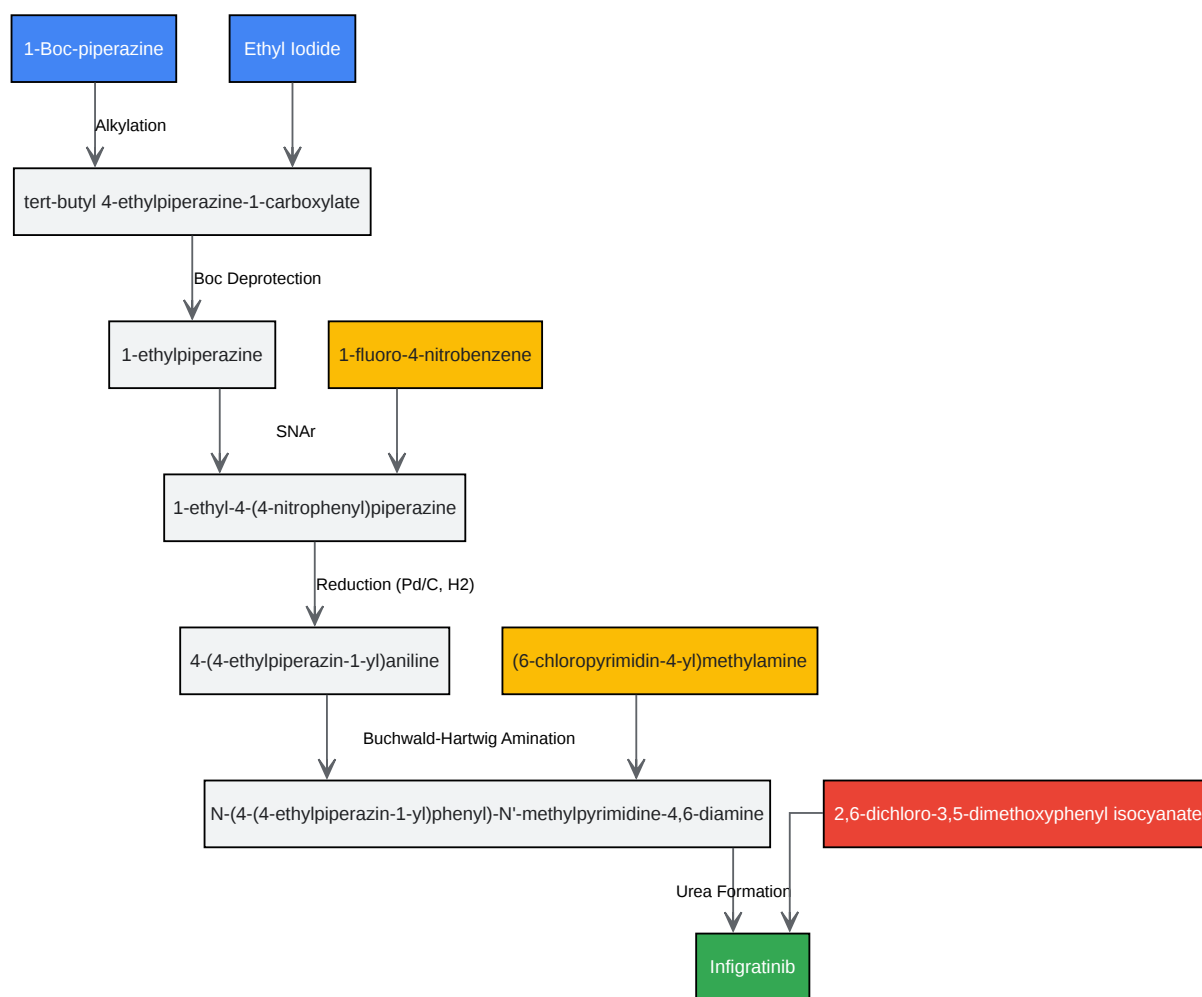 1-Boc-piperazine
Ethyl Iodide
Alkylation
tert-butyl 4-ethylpiperazine-1-carboxylate
Boc Deprotection
1-ethylpiperazine
1-fluoro-4-nitrobenzene
SNAr
1-ethyl-4-(4-nitrophenyl)piperazine
Reduction (Pd/C, H2)
4-(4-ethylpiperazin-1-yl)aniline
(6-chloropyrimidin-4-yl)methylamine
Buchwald-Hartwig Amination
N-(4-(4-ethylpiperazin-1-yl)phenyl)-N'-methylpyrimidine-4,6-diamine
2,6-dichloro-3,5-dimethoxyphenyl isocyanate
Urea Formation
Infigratinib